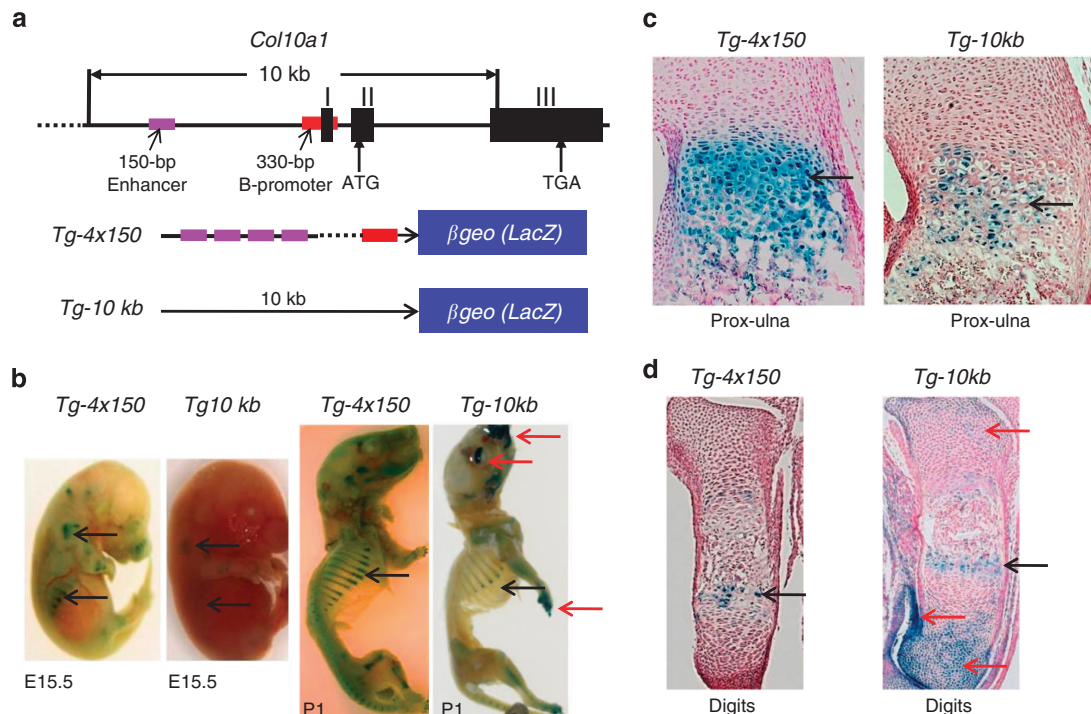 a
Col10a1
10 kb
I
II
III
150-bp
Enhancer
330-bp
B-promoter
ATG
TGA
Tg-4x150
βgeo (LacZ)
Tg-10 kb
10 kb
βgeo (LacZ)
b
Tg-4x150
Tg10 kb
Tg-4x150
Tg-10kb
E15.5
E15.5
P1
P1
c
Tg-4x150
Tg-10kb
Prox-ulna
Prox-ulna
d
Tg-4x150
Tg-10kb
Digits
Digits